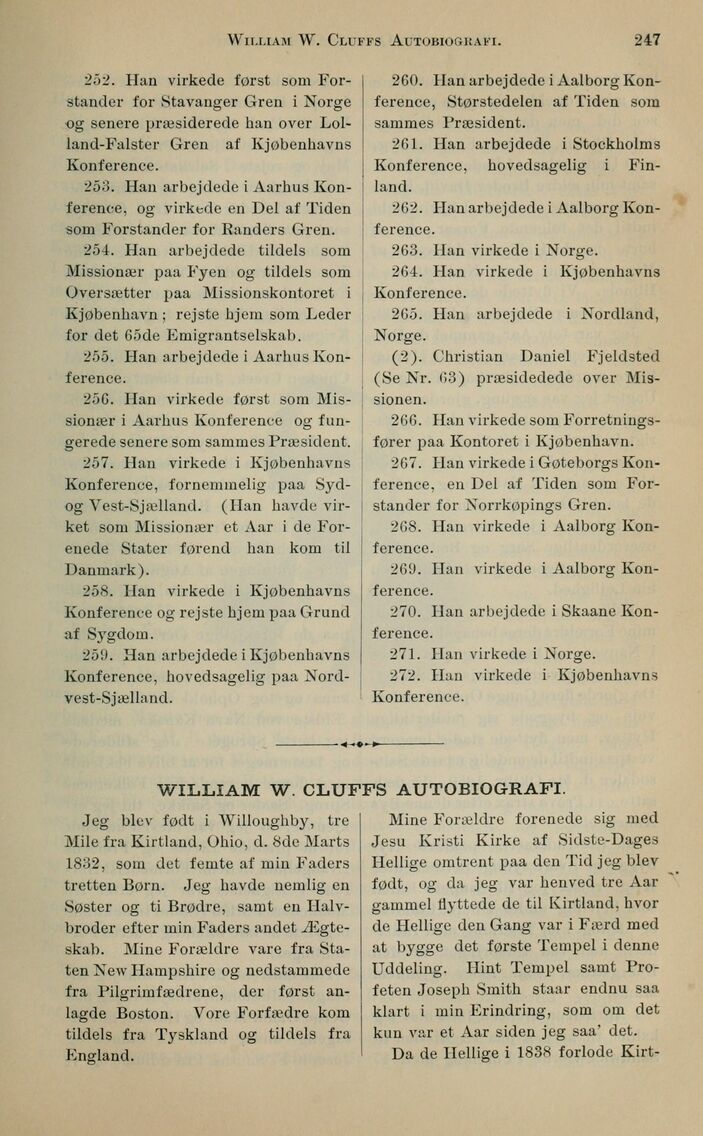 William W. Cluffs Autobiografi. 247
252. Han virkede først som For-
stander for Stavanger Gren i Norge
og senere præsiderede han over Lol-
land-Falster Gren af Kjøbenhavns
Konference.
253. Han arbejdede i Aarhus Kon-
ference, og virkede en Del af Tiden
som Forstander for Randers Gren.
254. Han arbejdede tildels som
Missionær paa Fyen og tildels som
Oversætter paa Missionskontoret i
Kjøbenhavn; rejste hjem som Leder
for det 65de Emigrantselskab.
255. Han arbejdede i Aarhus Kon-
ference.
256. Han virkede først som Mis-
sionær i Aarhus Konference og fun-
gerede senere som sammes Præsident.
257. Han virkede i Kjøbenhavns
Konference, fornemmelig paa Syd-
og Vest-Sjælland. (Han havde vir-
ket som Missionær et Aar i de For-
enede Stater førend han kom til
Danmark).
258. Han virkede i Kjøbenhavns
Konference og rejste hjem paa Grund
af Sygdom.
259. Han arbejdede i Kjøbenhavns
Konference, hovedsagelig paa Nord-
vest-Sjælland.
260. Han arbejdede i Aalborg Kon-
ference, Størstedelen af Tiden som
sammes Præsident.
261. Han arbejdede i Stockholms
Konference, hovedsagelig i Fin-
land.
262. Han arbejdede i Aalborg Kon-
ference.
263. Han virkede i Norge.
264. Han virkede i Kjøbenhavns
Konference.
265. Han arbejdede i Nordland,
Norge.
(2). Christian Daniel Fjeldsted
(Se Nr. 63) præsidedede over Mis-
sionen.
266. Han virkede som Forretnings-
fører paa Kontoret i Kjøbenhavn.
267. Han virkede i Gøteborgs Kon-
ference, en Del af Tiden som For-
stander for Norrkøpings Gren.
268. Han virkede i Aalborg Kon-
ference.
269. Han virkede i Aalborg Kon-
ference.
270. Han arbejdede i Skaane Kon-
ference.
271. Han virkede i Norge.
272. Han virkede i Kjøbenhavns
Konference.
WILLIAM W. CLUFFS AUTOBIOGRAFI.
Jeg blev født i Willoughby, tre
Mile fra Kirtland, Ohio, d. 8de Marts
1832, som det femte af min Faders
tretten Børn. Jeg havde nemlig en
Søster og ti Brødre, samt en Halv-
broder efter min Faders andet Ægte-
skab. Mine Forældre vare fra Sta-
ten New Hampshire og nedstammede
fra Pilgrimfædrene, der først an-
lagde Boston. Vore Forfædre kom
tildels fra Tyskland og tildels fra
England.
Mine Forældre forenede sig med
Jesu Kristi Kirke af Sidste-Dages
Hellige omtrent paa den Tid jeg blev
født, og da jeg var henved tre Aar
gammel flyttede de til Kirtland, hvor
de Hellige den Gang var i Færd med
at bygge det første Tempel i denne
Uddeling. Hint Tempel samt Pro-
feten Joseph Smith staar endnu saa
klart i min Erindring, som om det
kun var et Aar siden jeg saa' det.
Da de Hellige i 1838 forlode Kirt-